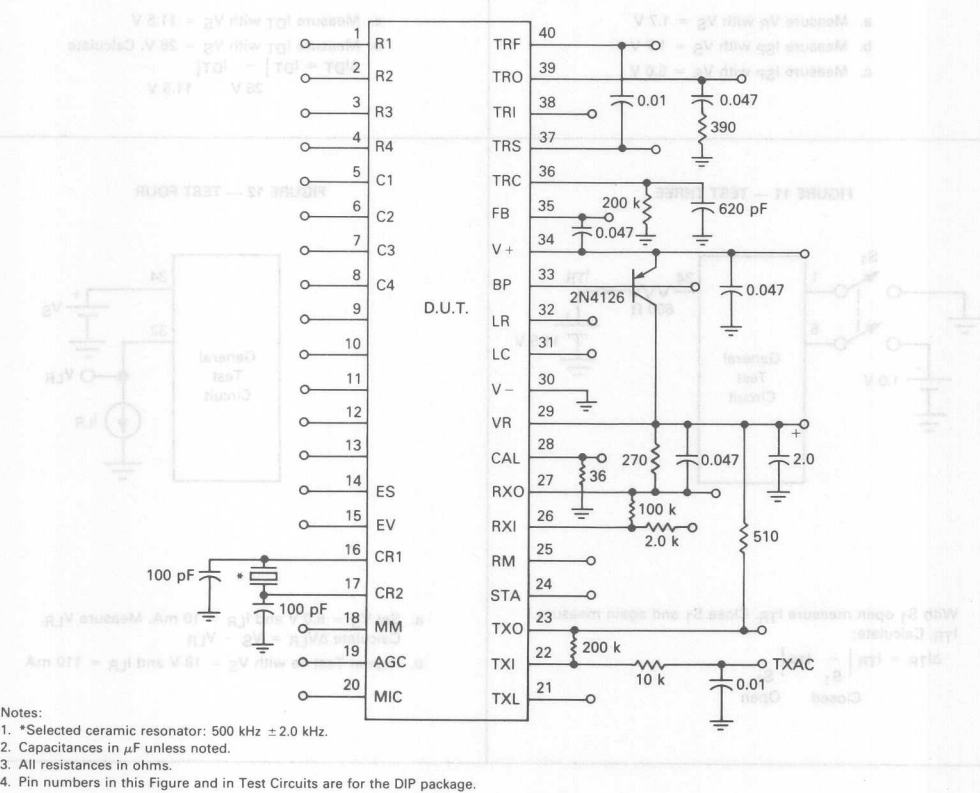 1 R1
2 R2
3 R3
4 R4
5 C1
6 C2
7 C3
8 C4
9
10
11
12
13
14 ES
15 EV
16 CR1
17 CR2
18 MM
19 AGC
20 MIC
100 pF
*
100 pF
D.U.T.
TRF 40
TRO 39
TRI 38
TRS 37
TRC 36
FB 35
V+ 34
BP 33
LR 32
LC 31
V− 30
VR 29
CAL 28
RXO 27
RXI 26
RM 25
STA 24
TXO 23
TXI 22
TXL 21
0.01
0.047
390
200 k
620 pF
0.047
2N4126
0.047
270
0.047
+
2.0
36
100 k
2.0 k
510
200 k
10 k
TXAC
0.01
Notes:
1. *Selected ceramic resonator: 500 kHz ±2.0 kHz.
2. Capacitances in μF unless noted.
3. All resistances in ohms.
4. Pin numbers in this Figure and in Test Circuits are for the DIP package.